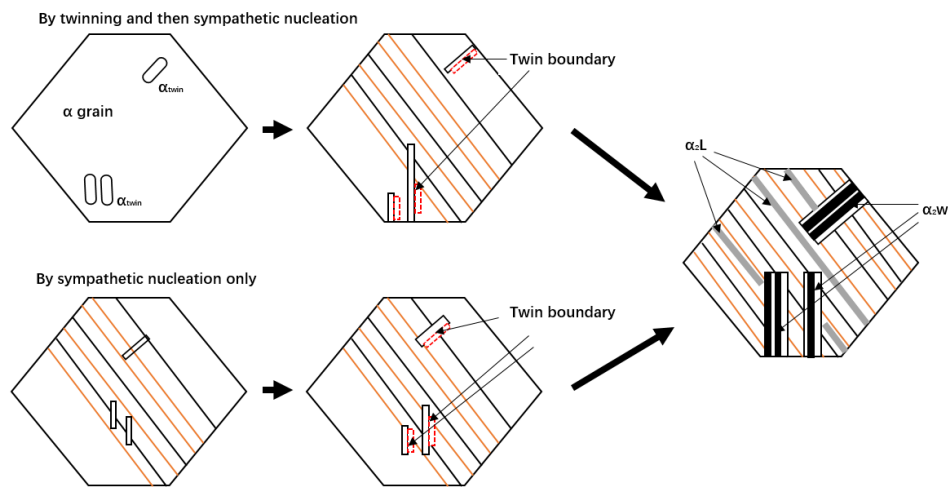 By twinning and then sympathetic nucleation
α grain
αtwin
αtwin
Twin boundary
α₂L
α₂w
By sympathetic nucleation only
Twin boundary